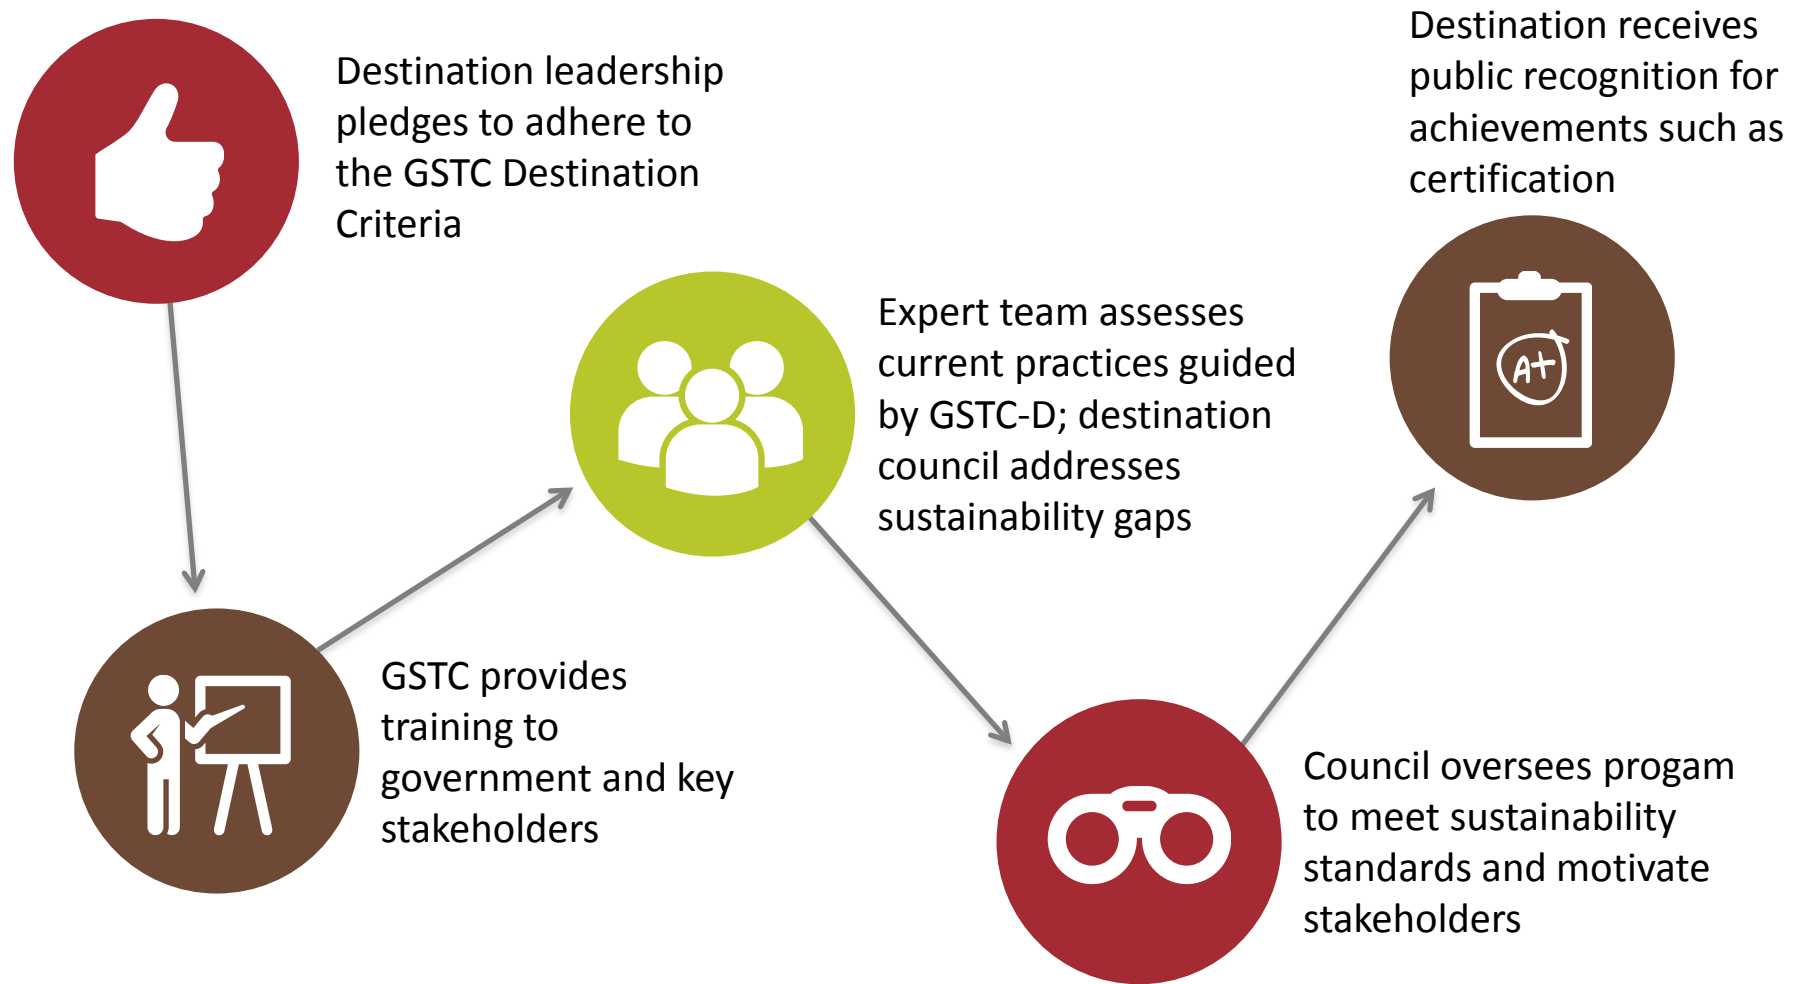 Destination leadership
pledges to adhere to
the GSTC Destination
Criteria
GSTC provides
training to
government and key
stakeholders
Expert team assesses
current practices guided
by GSTC-D; destination
council addresses
sustainability gaps
Council oversees progam
to meet sustainability
standards and motivate
stakeholders
Destination receives
public recognition for
achievements such as
certification
A+